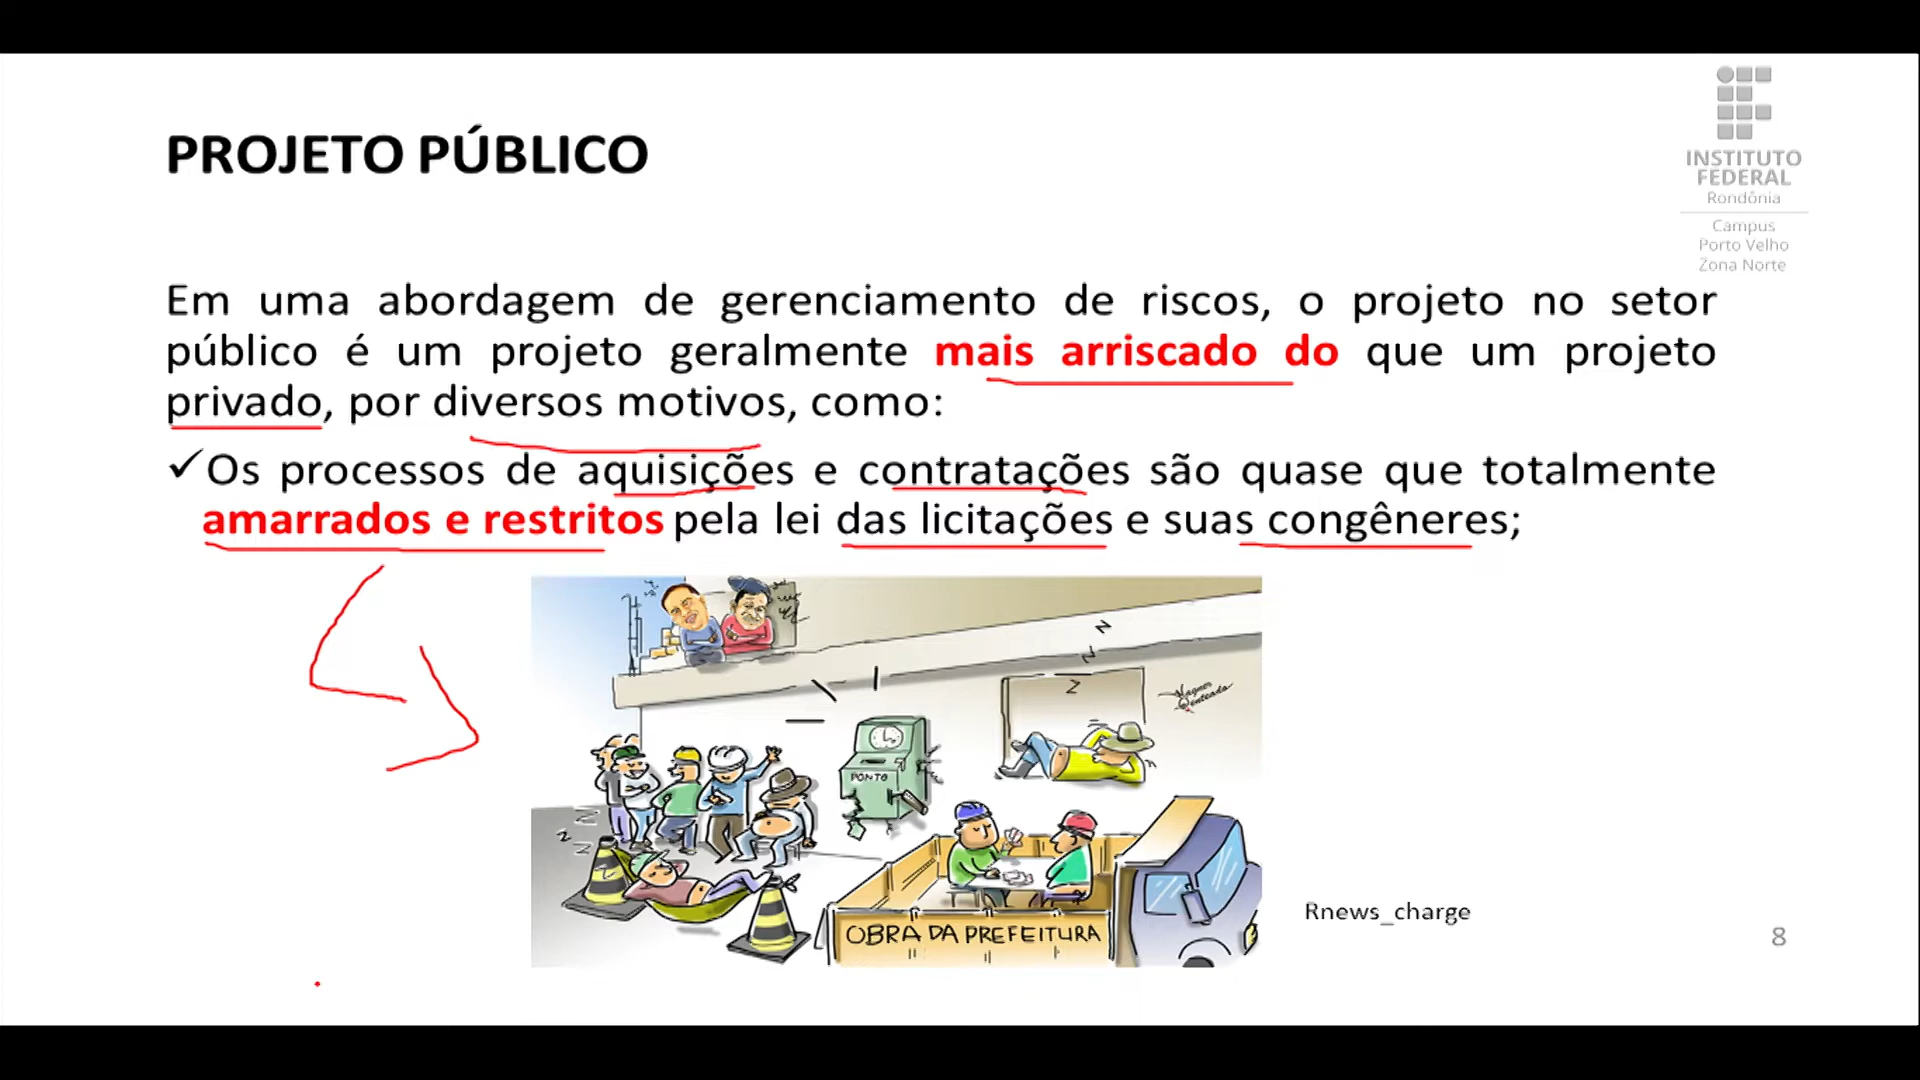 PROJETO PÚBLICO
INSTITUTO
FEDERAL
Rondônia
Campus
Porto Velho
Zona Norte
Em uma abordagem de gerenciamento de riscos, o projeto no setor
público é um projeto geralmente mais arriscado do que um projeto
privado, por diversos motivos, como:
✓Os processos de aquisições e contratações são quase que totalmente
amarrados e restritos pela lei das licitações e suas congêneres;
Z
Z
Z
Wagner
Penteado
PONTO
Z
Z
Z
OBRA DA PREFEITURA
Rnews_charge
8